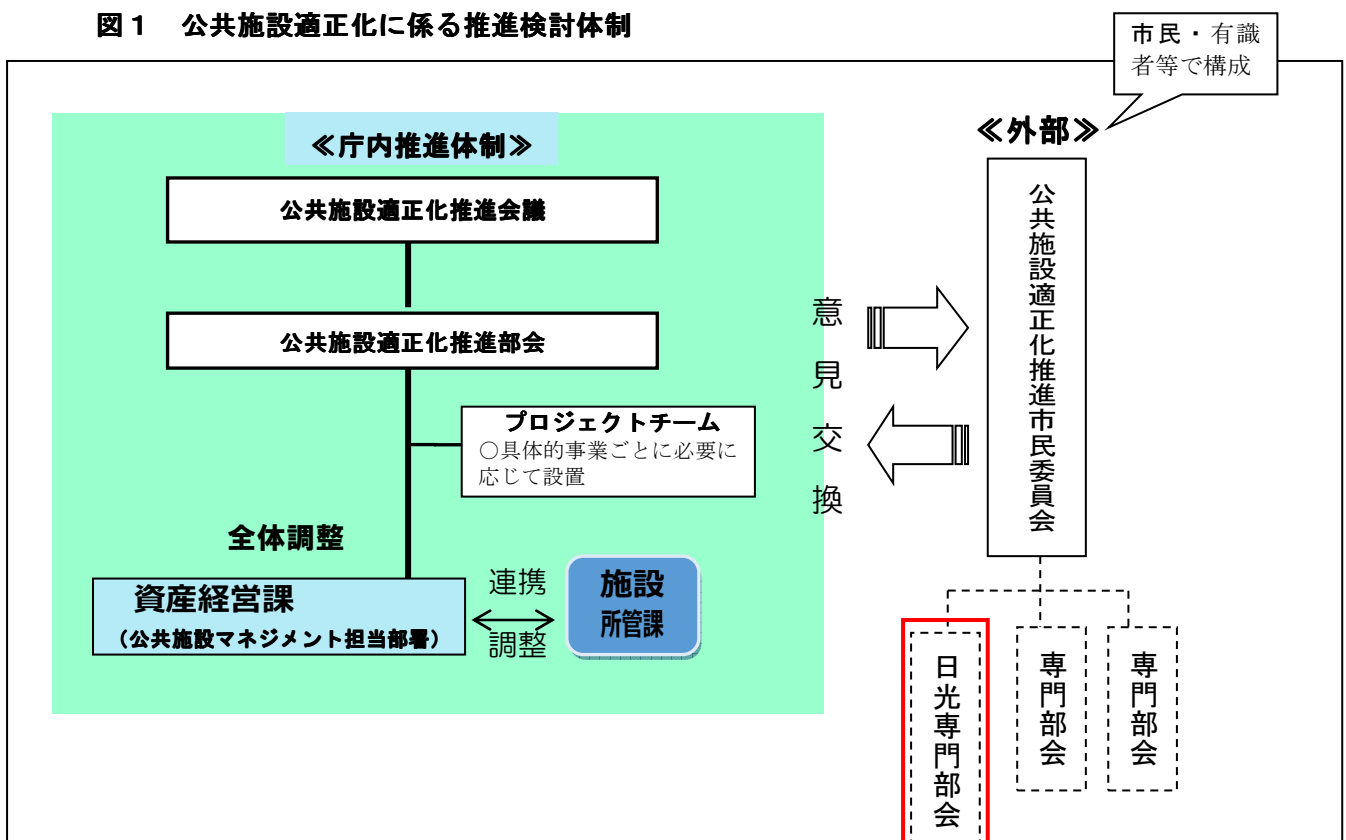 図1 公共施設適正化に係る推進検討体制
市民・有識
者等で構成
≪庁内推進体制≫
公共施設適正化推進会議
公共施設適正化推進部会
プロジェクトチーム
○具体的事業ごとに必要に
応じて設置
全体調整
資産経営課
（公共施設マネジメント担当部署）
連携
調整
施設
所管課
意見交換
≪外部≫
公共施設適正化推進市民委員会
日光専門部会
専門部会
専門部会